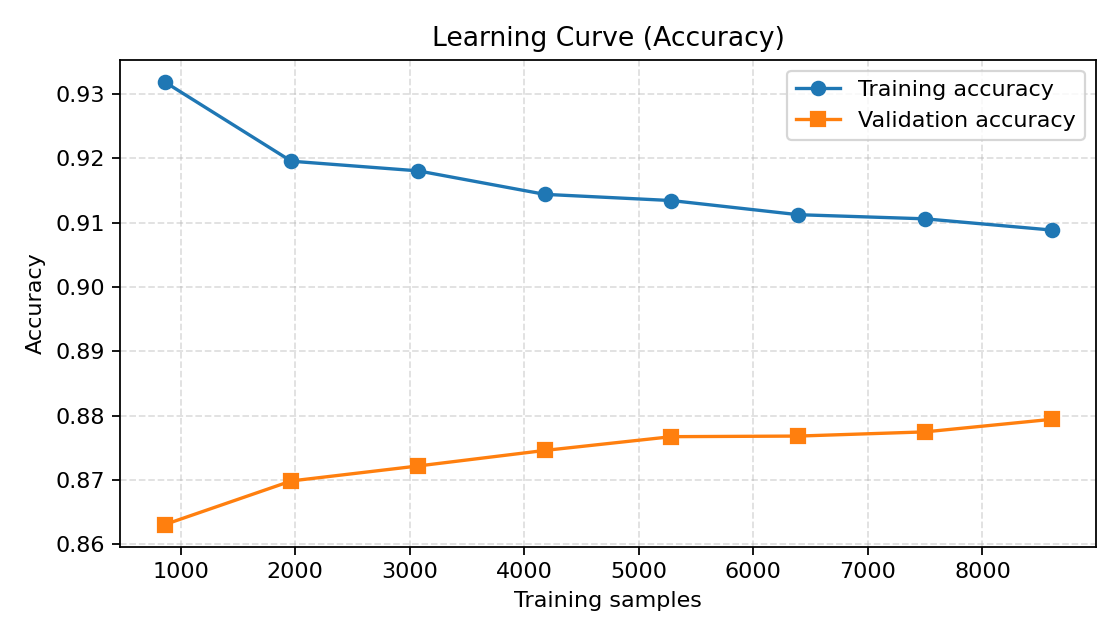 Learning Curve (Accuracy)
Training accuracy
Validation accuracy
Accuracy
0.93
0.92
0.91
0.90
0.89
0.88
0.87
0.86
1000 2000 3000 4000 5000 6000 7000 8000
Training samples